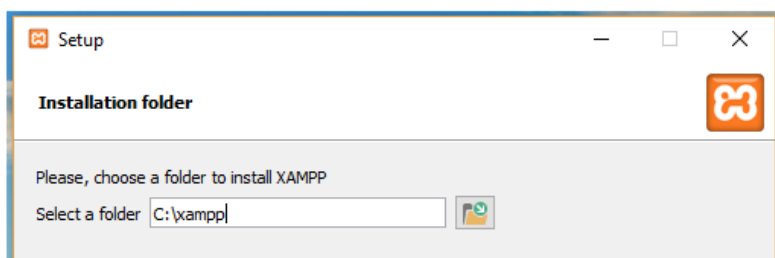 Setup
Installation folder
Please, choose a folder to install XAMPP
Select a folder C:\xampp